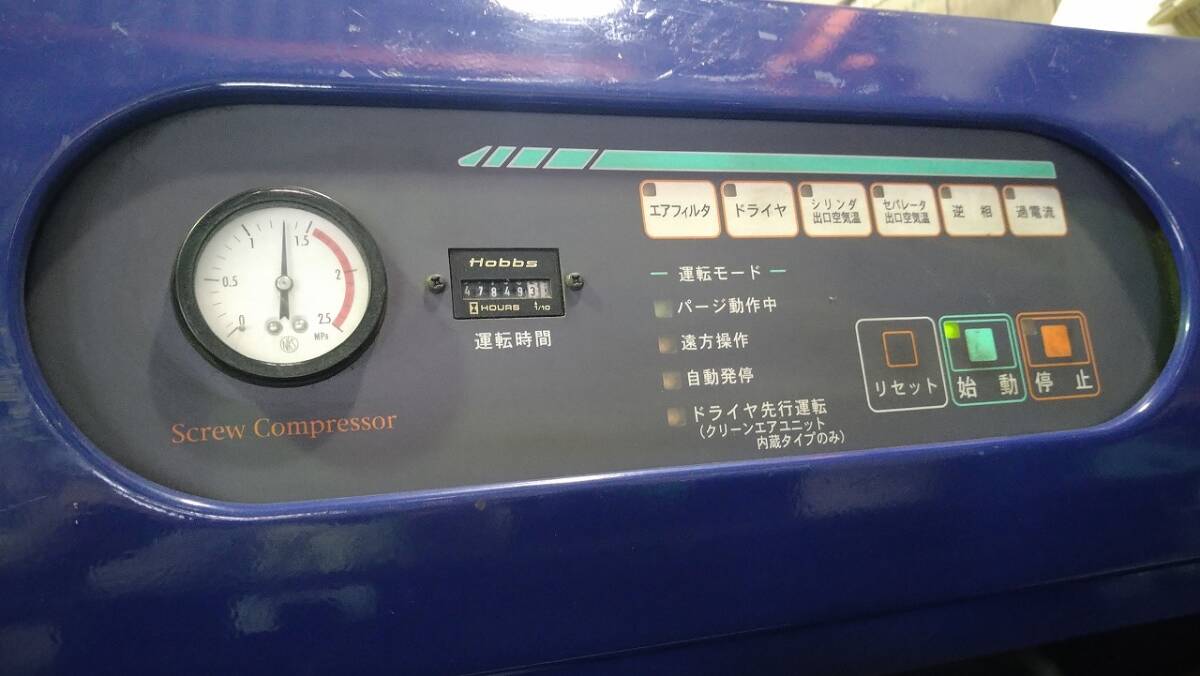 0
0.5
1
1.5
2
2.5
MPa
NKS
Screw Compressor
Hobbs
478493
HOURS 1/10
運転時間
エアフィルタ
ドライヤ
シリンダ
出口空気温
セパレータ
出口空気温
逆 相
過電流
運転モード
パージ動作中
遠方操作
自動発停
ドライヤ先行運転
(クリーンエアユニット
内蔵タイプのみ)
リセット
始 動
停 止